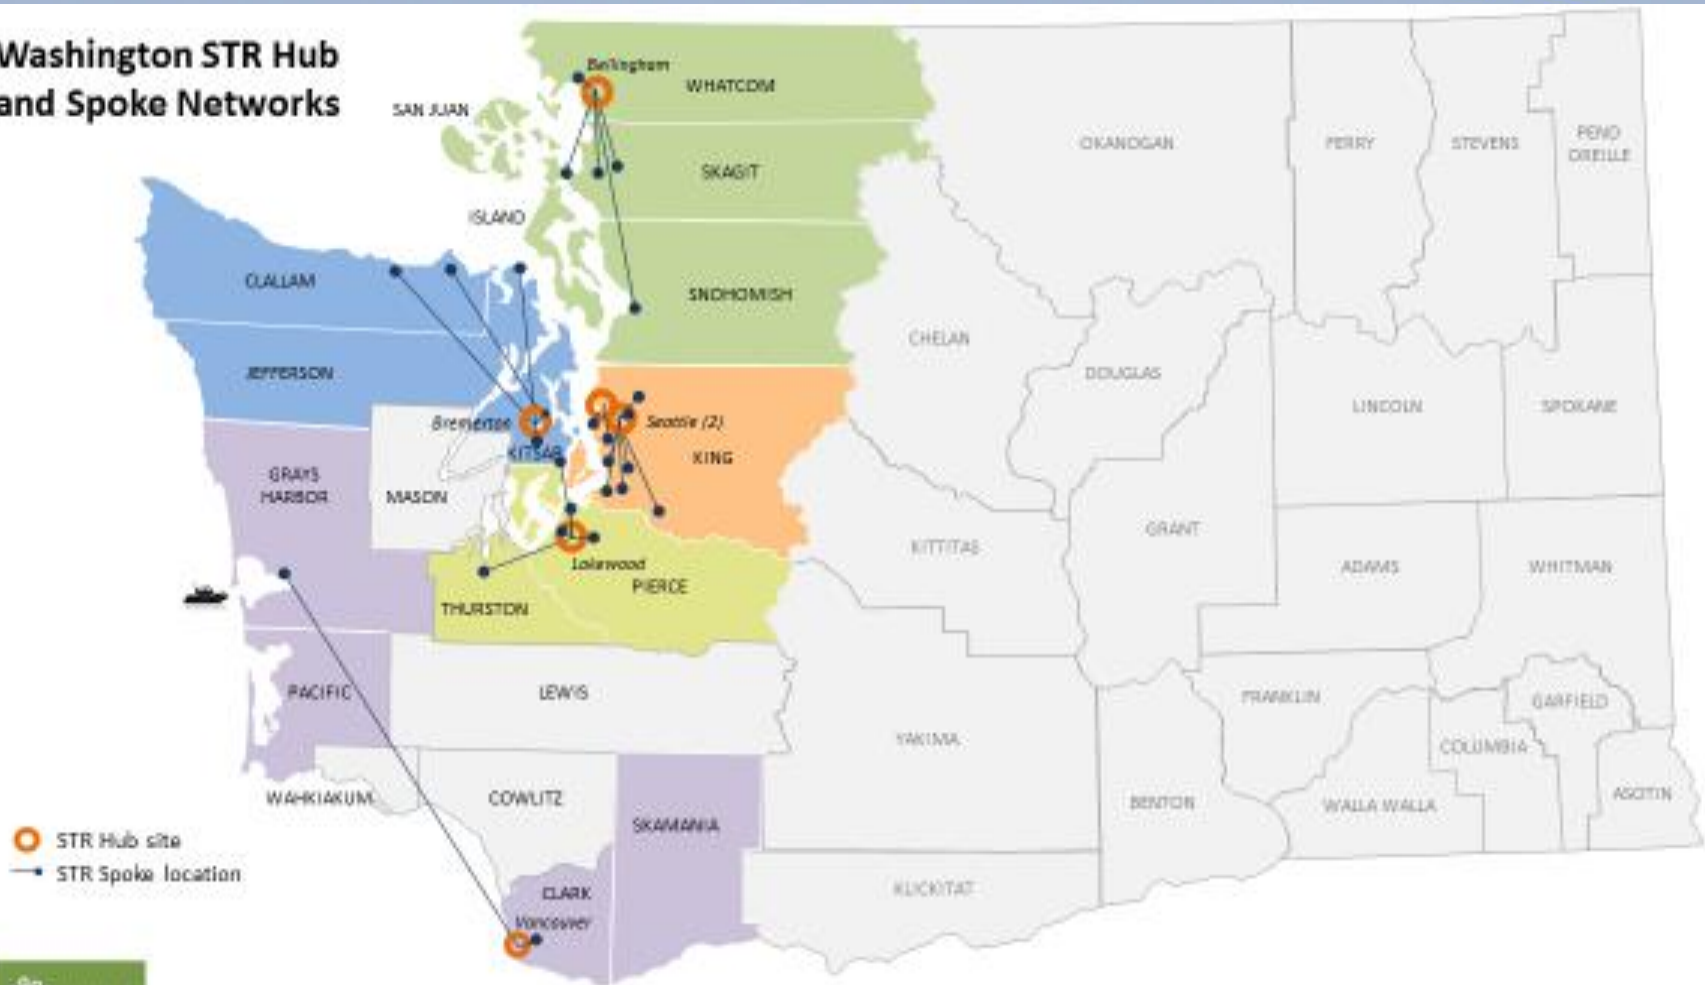 Washington STR Hub
and Spoke Networks
Bellingham
WHATCOM
SAN JUAN
SKAGIT
ISLAND
SNOHOMISH
CLALLAM
JEFFERSON
Bremerton
KITSAP
Seattle (2)
KING
GRAYS
HARBOR
MASON
Lakewood
PIERCE
THURSTON
PACIFIC
LEWIS
WAHKIAKUM
COWLITZ
SKAMANIA
CLARK
Vancouver
OKANOGAN
FERRY
STEVENS
PEND
OREILLE
CHELAN
DOUGLAS
LINCOLN
SPOKANE
KITTITAS
GRANT
ADAMS
WHITMAN
YAKIMA
FRANKLIN
GARFIELD
COLUMBIA
BENTON
WALLA WALLA
ASOTIN
KLICKITAT
STR Hub site
STR Spoke location